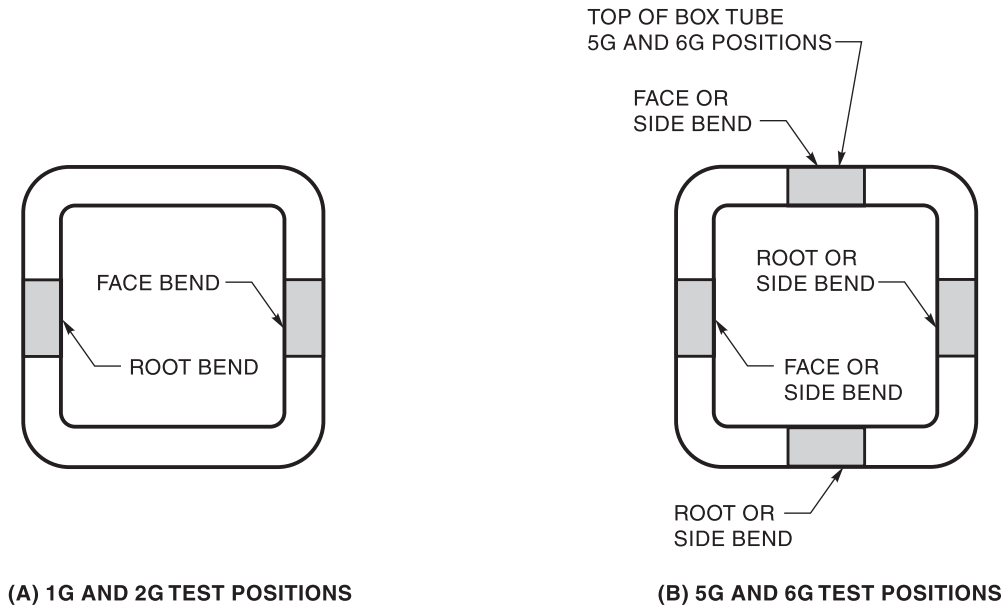 TOP OF BOX TUBE
5G AND 6G POSITIONS
FACE OR
SIDE BEND
FACE BEND
ROOT BEND
ROOT OR
SIDE BEND
FACE OR
SIDE BEND
ROOT OR
SIDE BEND
(A) 1G AND 2G TEST POSITIONS
(B) 5G AND 6G TEST POSITIONS